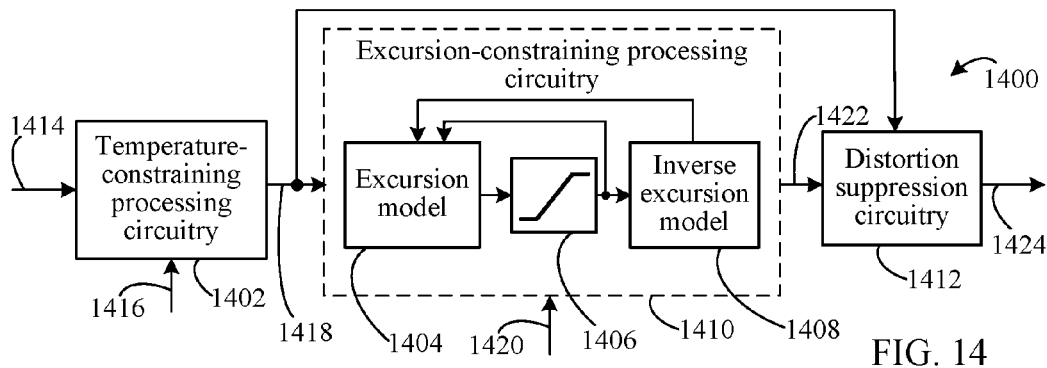 Excursion-constraining processing
circuitry
1400
1414
1422
Temperature-
constraining
processing
circuitry
Excursion
model
Inverse
excursion
model
Distortion
suppression
circuitry
1416
1402
1418
1404
1420
1406
1410
1408
1412
1424
FIG. 14